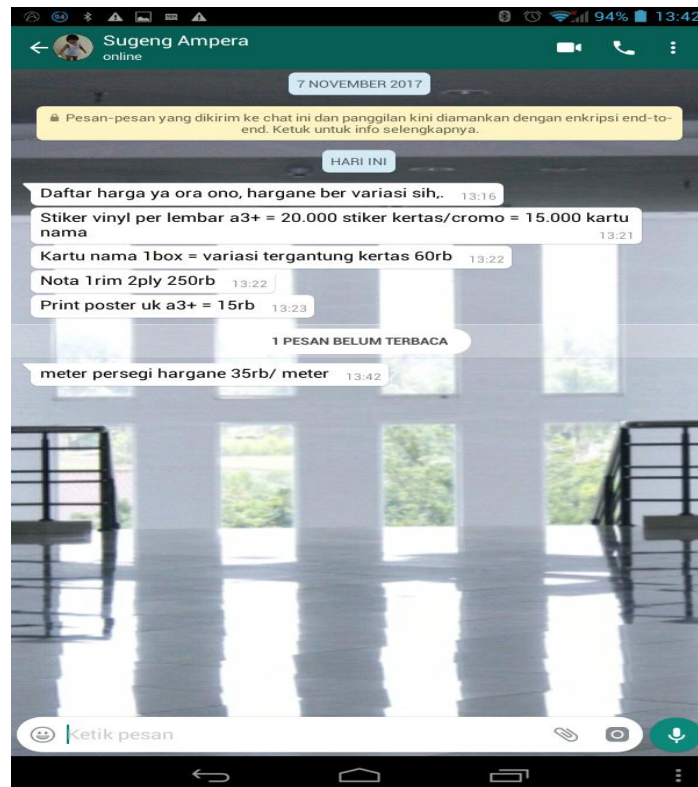 94
94% 13:42
Sugeng Ampera
online
7 NOVEMBER 2017
Pesan-pesan yang dikirim ke chat ini dan panggilan kini diamankan dengan enkripsi end-to-
end. Ketuk untuk info selengkapnya.
HARI INI
Daftar harga ya ora ono, hargane ber variasi sih,. 13:16
Stiker vinyl per lembar a3+ = 20.000 stiker kertas/cromo = 15.000 kartu
nama 13:21
Kartu nama 1box = variasi tergantung kertas 60rb 13:22
Nota 1rim 2ply 250rb 13:22
Print poster uk a3+ = 15rb 13:23
1 PESAN BELUM TERBACA
meter persegi hargane 35rb/ meter 13:42
Ketik pesan